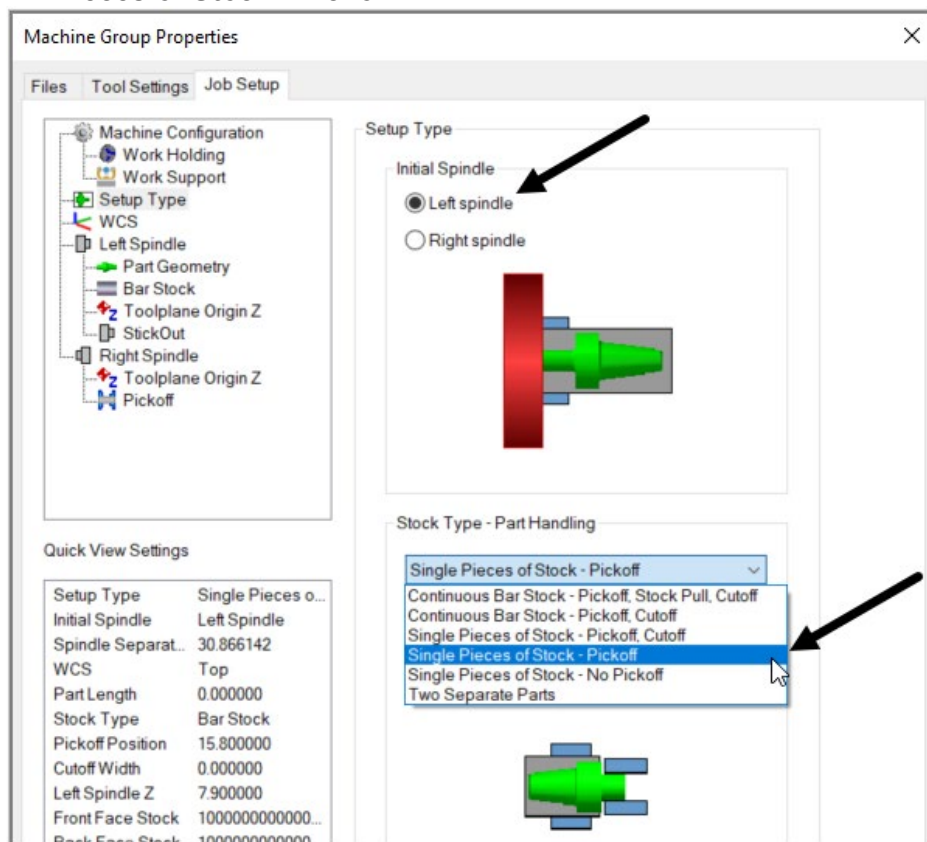 Machine Group Properties
Files Tool Settings Job Setup
Machine Configuration
Work Holding
Work Support
Setup Type
WCS
Left Spindle
Part Geometry
Bar Stock
Toolplane Origin Z
StickOut
Right Spindle
Toolplane Origin Z
Pickoff
Quick View Settings
Setup Type Single Pieces o...
Initial Spindle Left Spindle
Spindle Separat... 30.866142
WCS Top
Part Length 0.000000
Stock Type Bar Stock
Pickoff Position 15.800000
Cutoff Width 0.000000
Left Spindle Z 7.900000
Front Face Stock 1000000000000...
Back Face Stock 1000000000000
Setup Type
Initial Spindle
Left spindle
Right spindle
Stock Type - Part Handling
Single Pieces of Stock - Pickoff
Continuous Bar Stock - Pickoff, Stock Pull, Cutoff
Continuous Bar Stock - Pickoff, Cutoff
Single Pieces of Stock - Pickoff, Cutoff
Single Pieces of Stock - Pickoff
Single Pieces of Stock - No Pickoff
Two Separate Parts